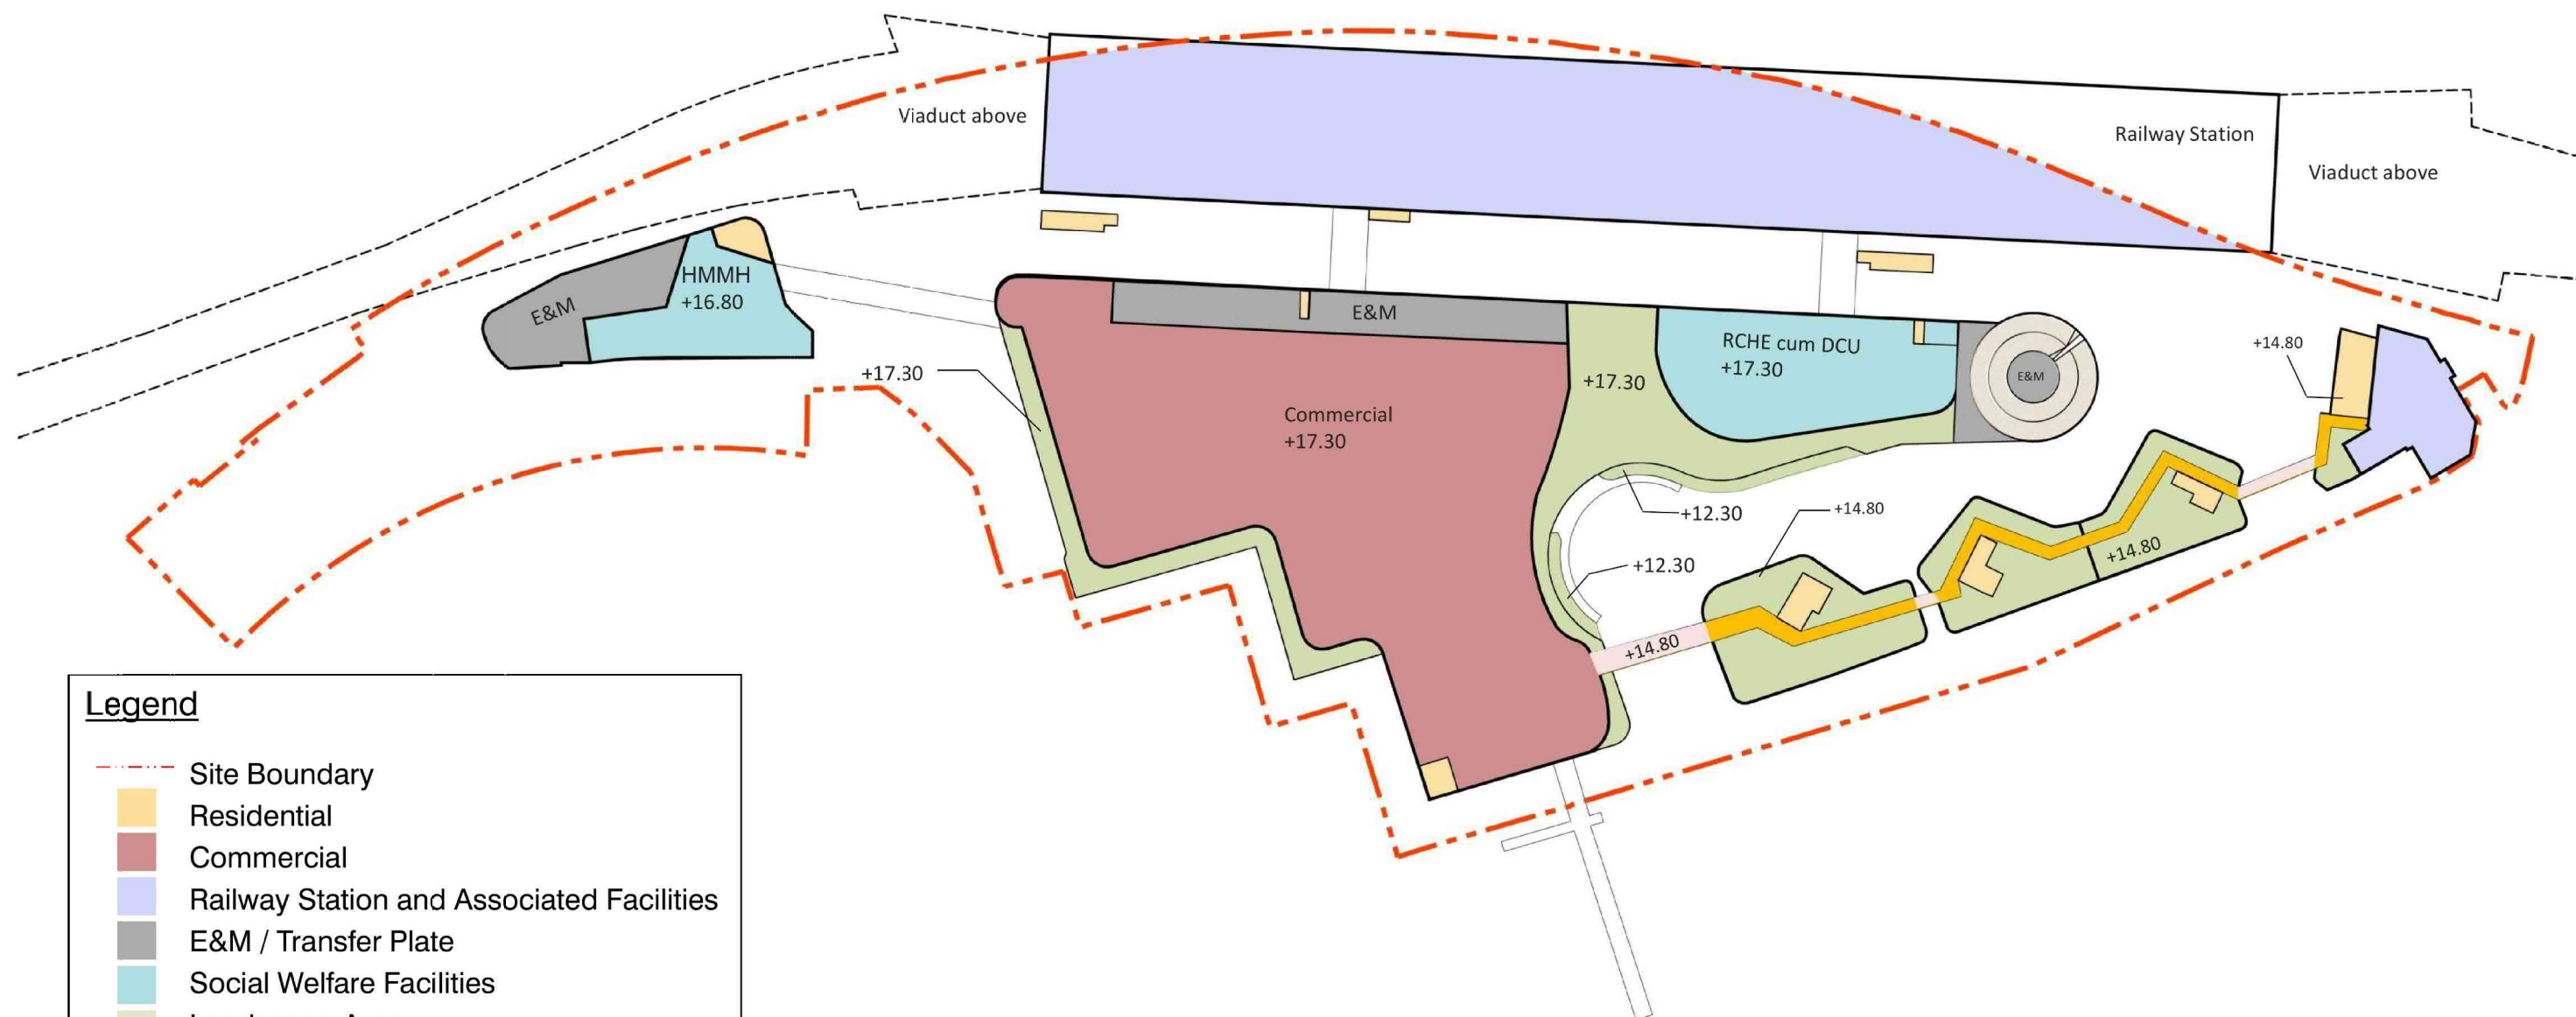 Viaduct above
Railway Station
Viaduct above
HMMH
+16.80
E&M
E&M
RCHE cum DCU
+17.30
E&M
+14.80
+17.30
+17.30
Commercial
+17.30
+12.30
+14.80
+12.30
+14.80
+14.80
Legend
Site Boundary
Residential
Commercial
Railway Station and Associated Facilities
E&M / Transfer Plate
Social Welfare Facilities